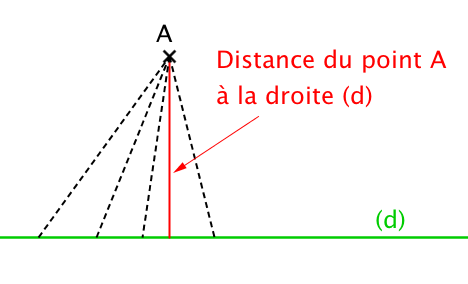 A
Distance du point A
à la droite (d)
(d)